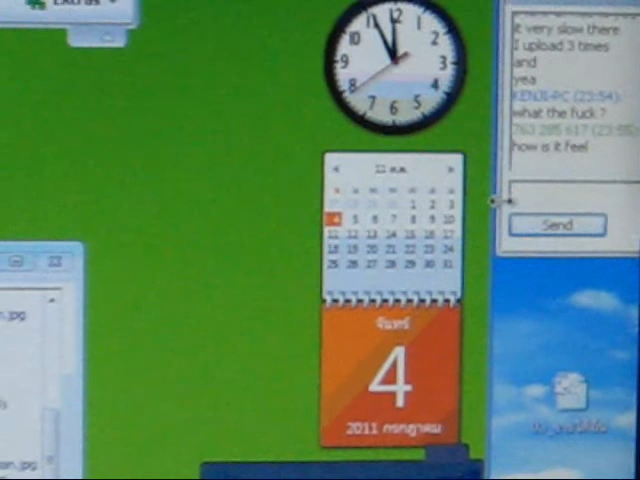 Extras
12
1
2
3
4
5
6
7
8
9
10
11
it very slow there
I upload 3 times
and
yea
KENJI-PC (23:54):
what the fuck?
763 285 617 (23:55)
how is it feel
Send
1 2 3
4 5 6 7 8 9 10
11 12 13 14 15 16 17
18 19 20 21 22 23 24
25 26 27 28 29 30 31
จันทร์
4
2011 กรกฎาคม
.jpg
.jpg